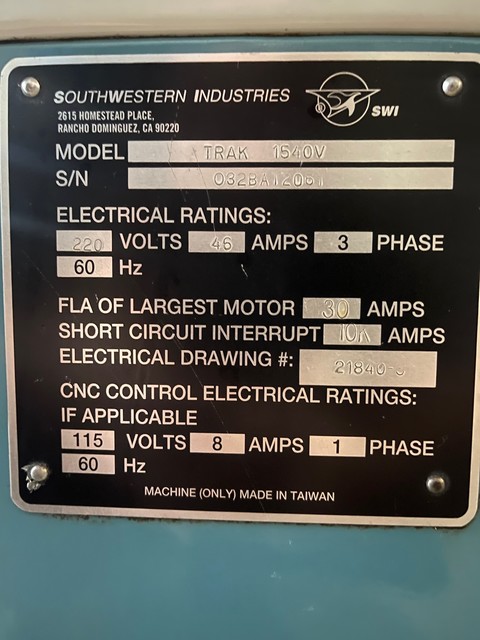 SOUTHWESTERN INDUSTRIES
SWI
2615 HOMESTEAD PLACE,
RANCHO DOMINGUEZ, CA 90220
MODEL TRAK 1540V
S/N
ELECTRICAL RATINGS:
220 VOLTS 46 AMPS 3 PHASE
60 Hz
FLA OF LARGEST MOTOR 30 AMPS
SHORT CIRCUIT INTERRUPT 10K AMPS
ELECTRICAL DRAWING #:
CNC CONTROL ELECTRICAL RATINGS:
IF APPLICABLE
115 VOLTS 8 AMPS 1 PHASE
60 Hz
MACHINE (ONLY) MADE IN TAIWAN